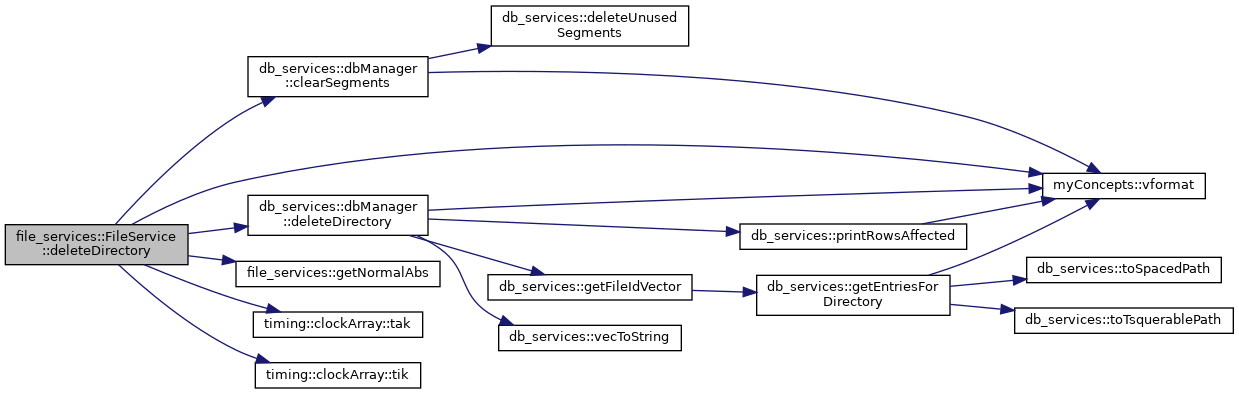 db_services::deleteUnused
Segments
db_services::dbManager
::clearSegments
myConcepts::vformat
db_services::dbManager
::deleteDirectory
file_services::FileService
::deleteDirectory
db_services::printRowsAffected
file_services::getNormalAbs
db_services::toSpacedPath
db_services::getFileIdVector
db_services::getEntriesFor
Directory
timing::clockArray::tak
db_services::toTsquerablePath
db_services::vecToString
timing::clockArray::tik